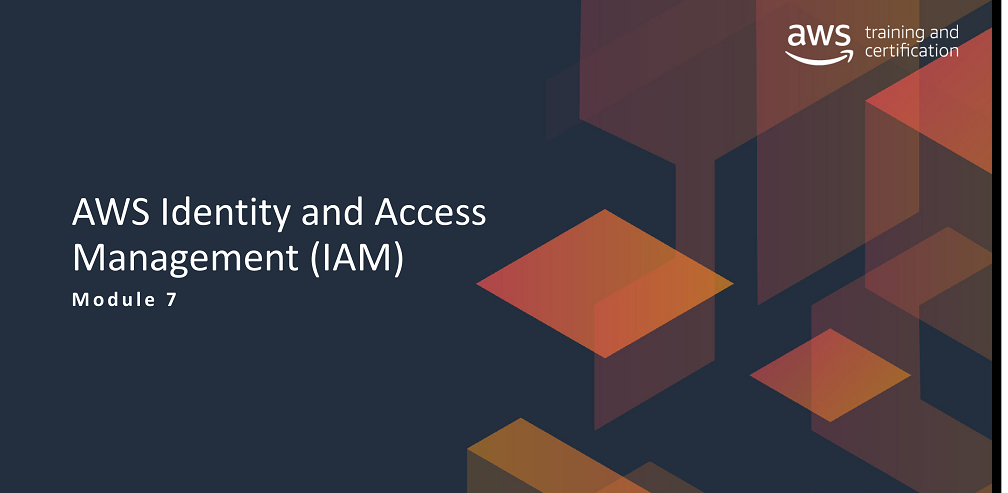 aws training and
certification
AWS Identity and Access
Management (IAM)
Module 7